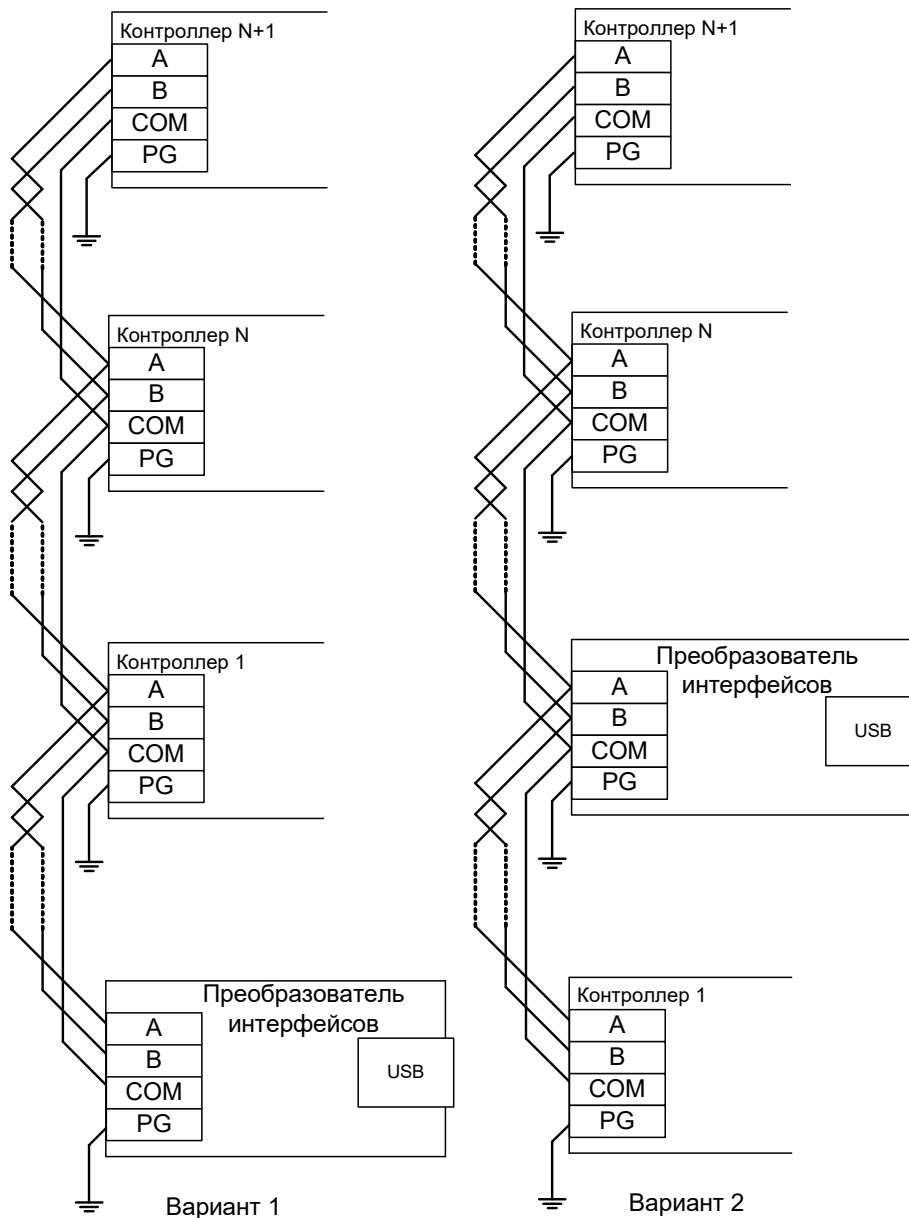 Контроллер N+1
A
B
COM
PG
Контроллер N
A
B
COM
PG
Контроллер 1
A
B
COM
PG
Преобразователь
интерфейсов
A
B
COM
PG
USB
Вариант 1
Контроллер N+1
A
B
COM
PG
Контроллер N
A
B
COM
PG
Преобразователь
интерфейсов
A
B
COM
PG
USB
Контроллер 1
A
B
COM
PG
Вариант 2